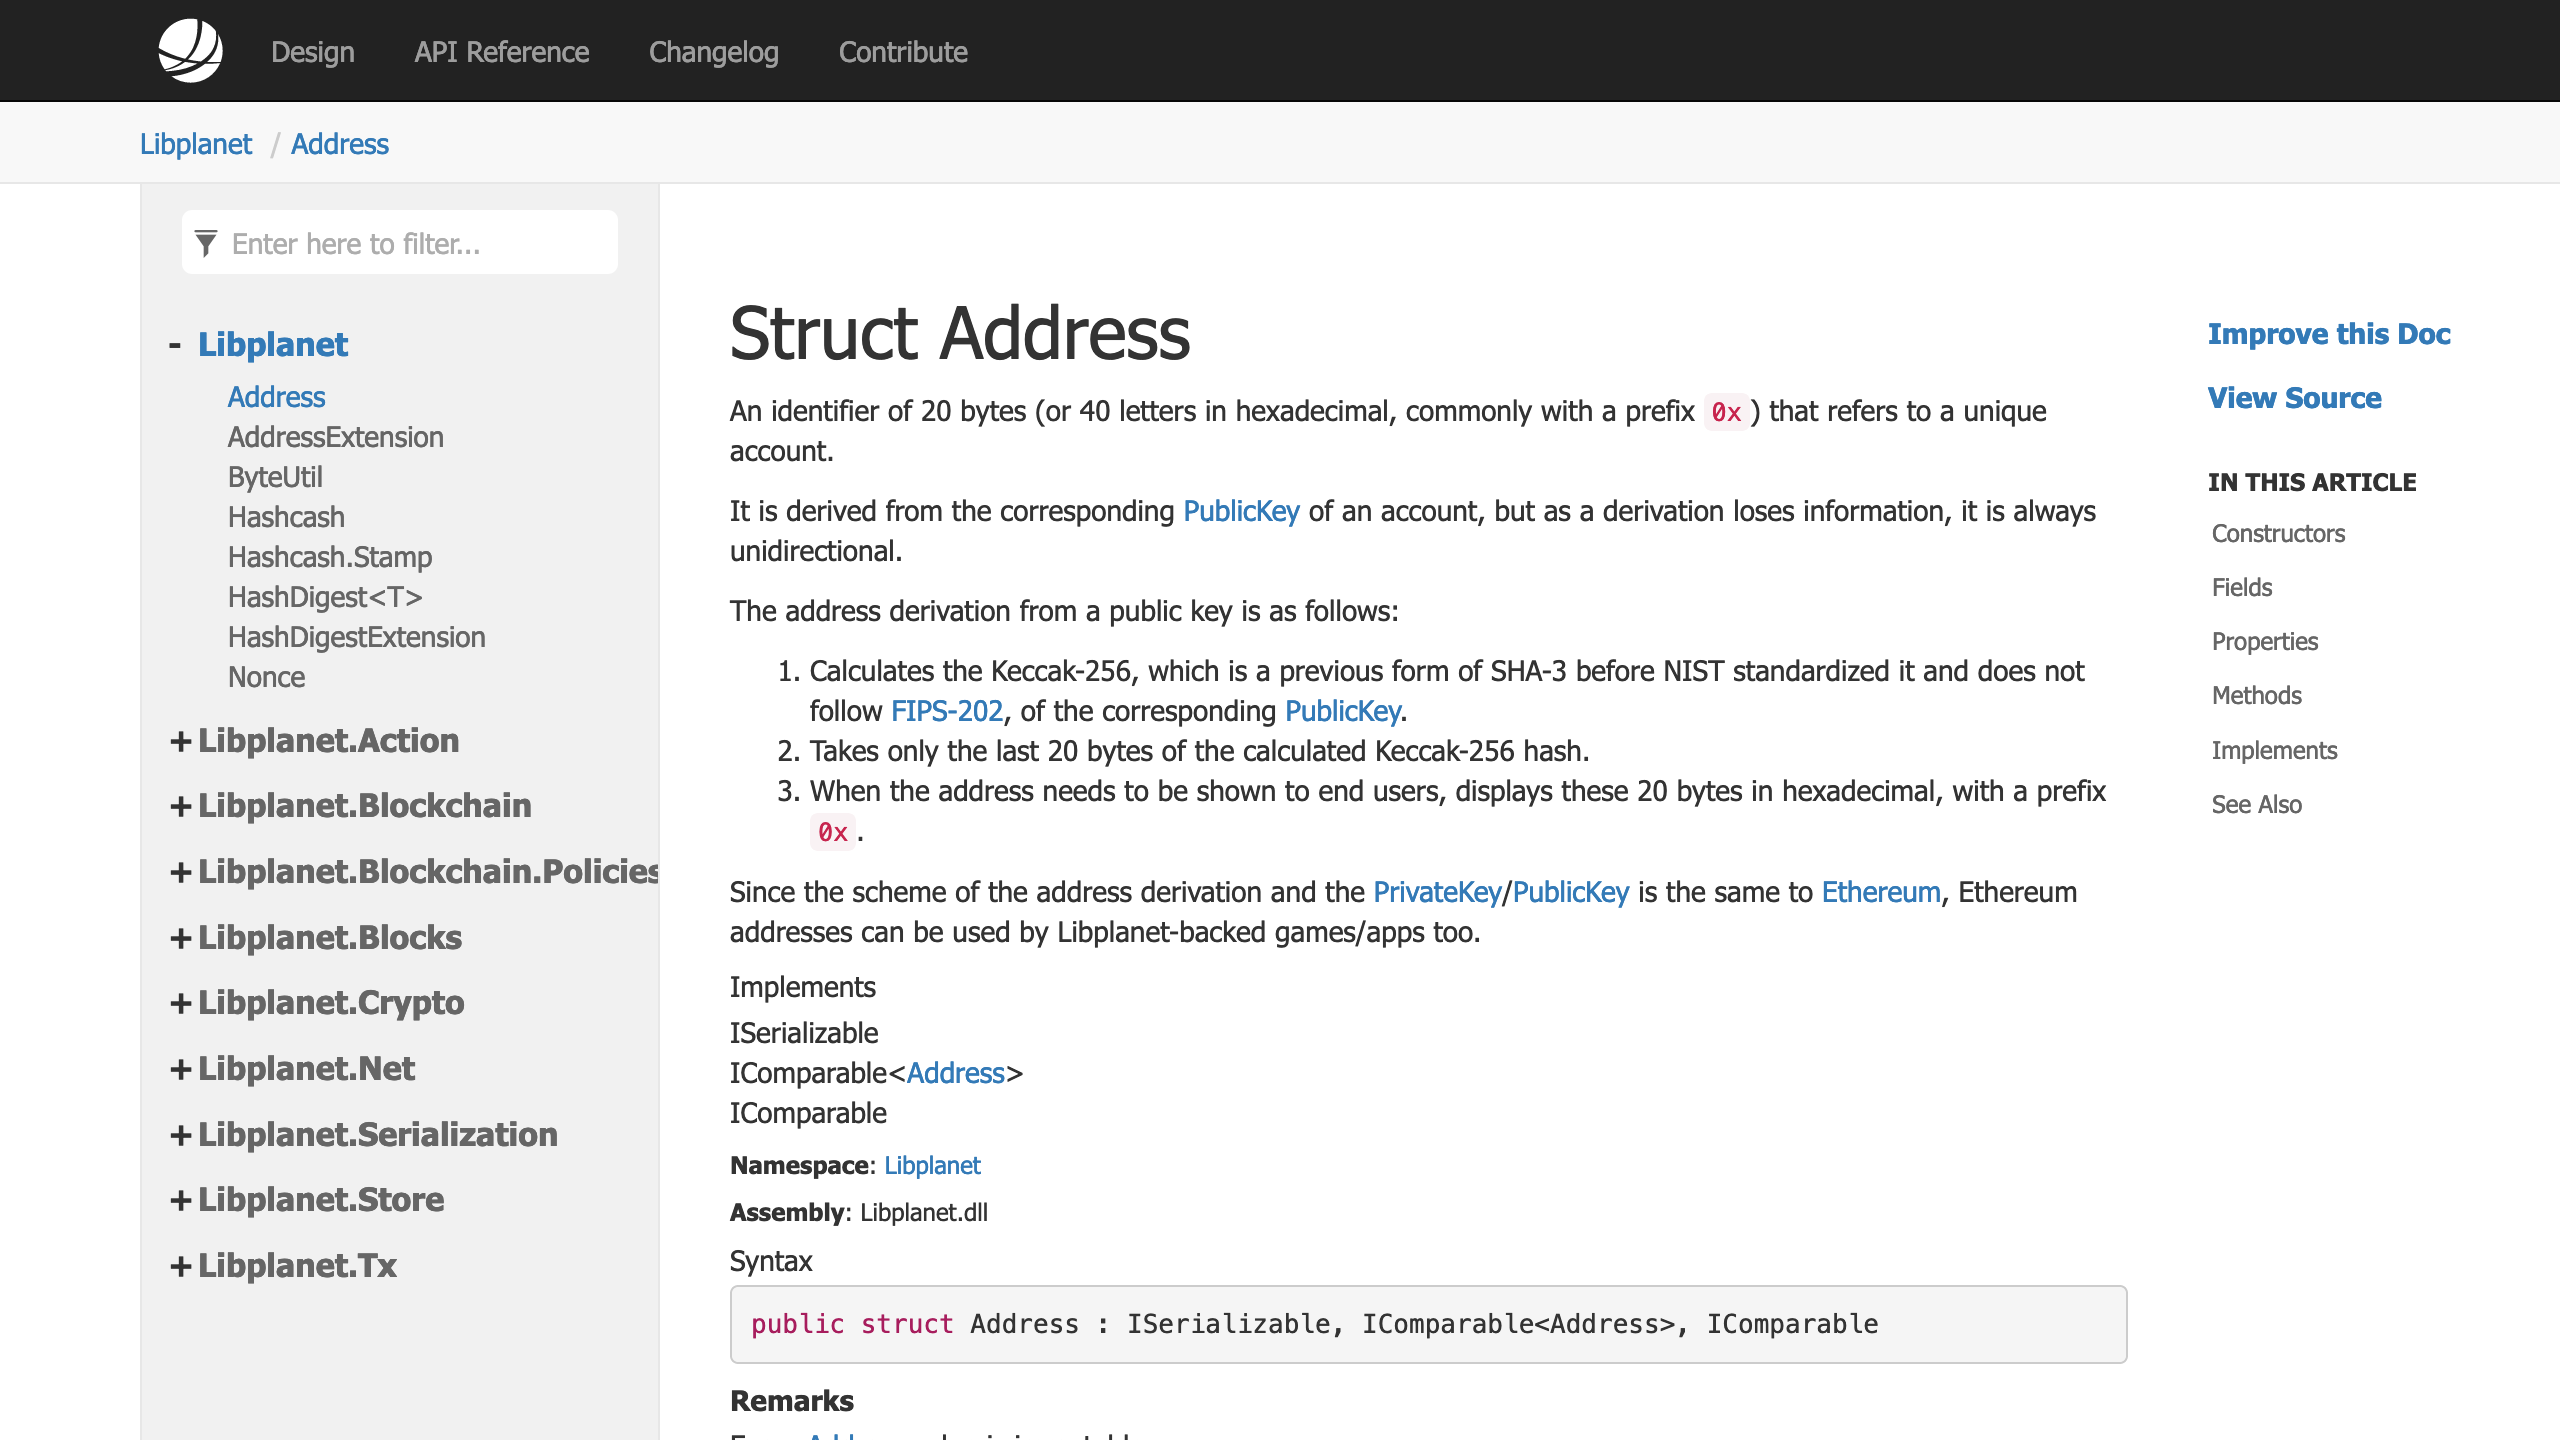 Design
API Reference
Changelog
Contribute
Libplanet / Address
Enter here to filter...
- Libplanet
Address
AddressExtension
ByteUtil
Hashcash
Hashcash.Stamp
HashDigest<T>
HashDigestExtension
Nonce
+ Libplanet.Action
+ Libplanet.Blockchain
+ Libplanet.Blockchain.Policies
+ Libplanet.Blocks
+ Libplanet.Crypto
+ Libplanet.Net
+ Libplanet.Serialization
+ Libplanet.Store
+ Libplanet.Tx
Struct Address
An identifier of 20 bytes (or 40 letters in hexadecimal, commonly with a prefix 0x) that refers to a unique
account.
It is derived from the corresponding PublicKey of an account, but as a derivation loses information, it is always
unidirectional.
The address derivation from a public key is as follows:
1. Calculates the Keccak-256, which is a previous form of SHA-3 before NIST standardized it and does not
follow FIPS-202, of the corresponding PublicKey.
2. Takes only the last 20 bytes of the calculated Keccak-256 hash.
3. When the address needs to be shown to end users, displays these 20 bytes in hexadecimal, with a prefix
0x.
Since the scheme of the address derivation and the PrivateKey/PublicKey is the same to Ethereum, Ethereum
addresses can be used by Libplanet-backed games/apps too.
Implements
ISerializable
IComparable<Address>
IComparable
Namespace: Libplanet
Assembly: Libplanet.dll
Syntax
public struct Address : ISerializable, IComparable<Address>, IComparable
Remarks
Improve this Doc
View Source
IN THIS ARTICLE
Constructors
Fields
Properties
Methods
Implements
See Also